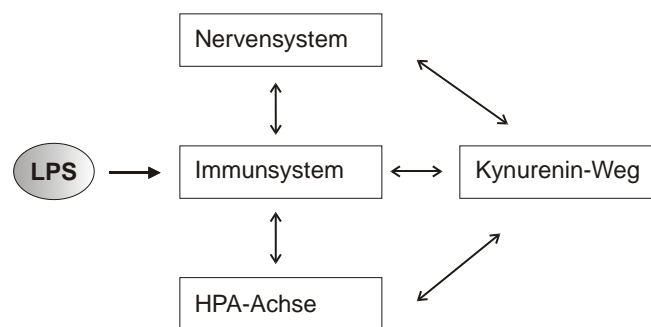 Nervensystem
LPS
Immunsystem
Kynurenin-Weg
HPA-Achse